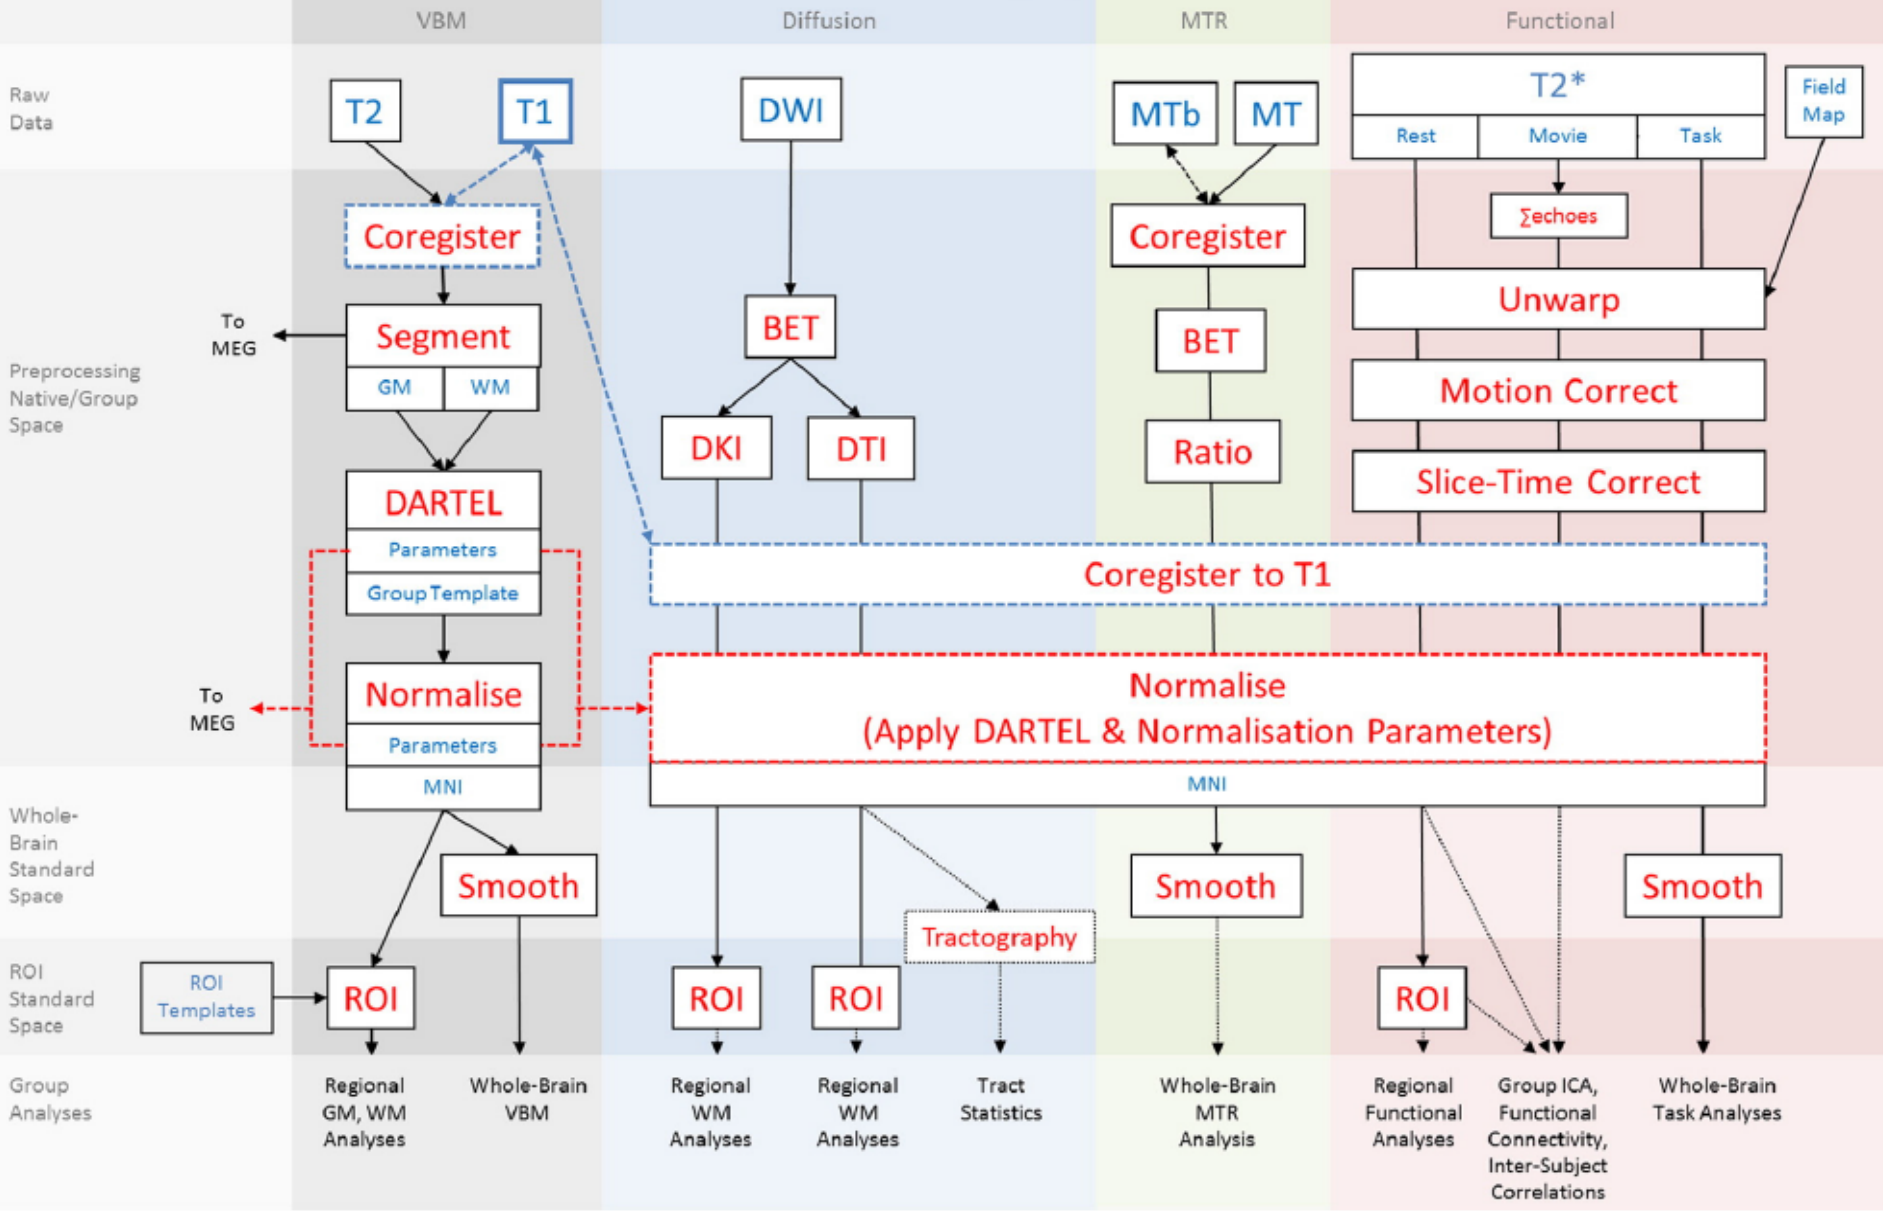 VBM
Diffusion
MTR
Functional
Raw
Data
T2
T1
DWI
MTb
MT
T2*
Rest
Movie
Task
Field
Map
Preprocessing
Native/Group
Space
Coregister
Segment
GM
WM
To
MEG
DARTEL
Parameters
Group Template
Normalise
Parameters
MNI
To
MEG
BET
DKI
DTI
Coregister
BET
Ratio
∑echoes
Unwarp
Motion Correct
Slice-Time Correct
Coregister to T1
Normalise
(Apply DARTEL & Normalisation Parameters)
MNI
Whole-
Brain
Standard
Space
Smooth
Tractography
Smooth
Smooth
ROI
Standard
Space
ROI
Templates
ROI
ROI
ROI
ROI
Group
Analyses
Regional
GM, WM
Analyses
Whole-Brain
VBM
Regional
WM
Analyses
Regional
WM
Analyses
Tract
Statistics
Whole-Brain
MTR
Analysis
Regional
Functional
Analyses
Group ICA,
Functional
Connectivity,
Inter-Subject
Correlations
Whole-Brain
Task Analyses